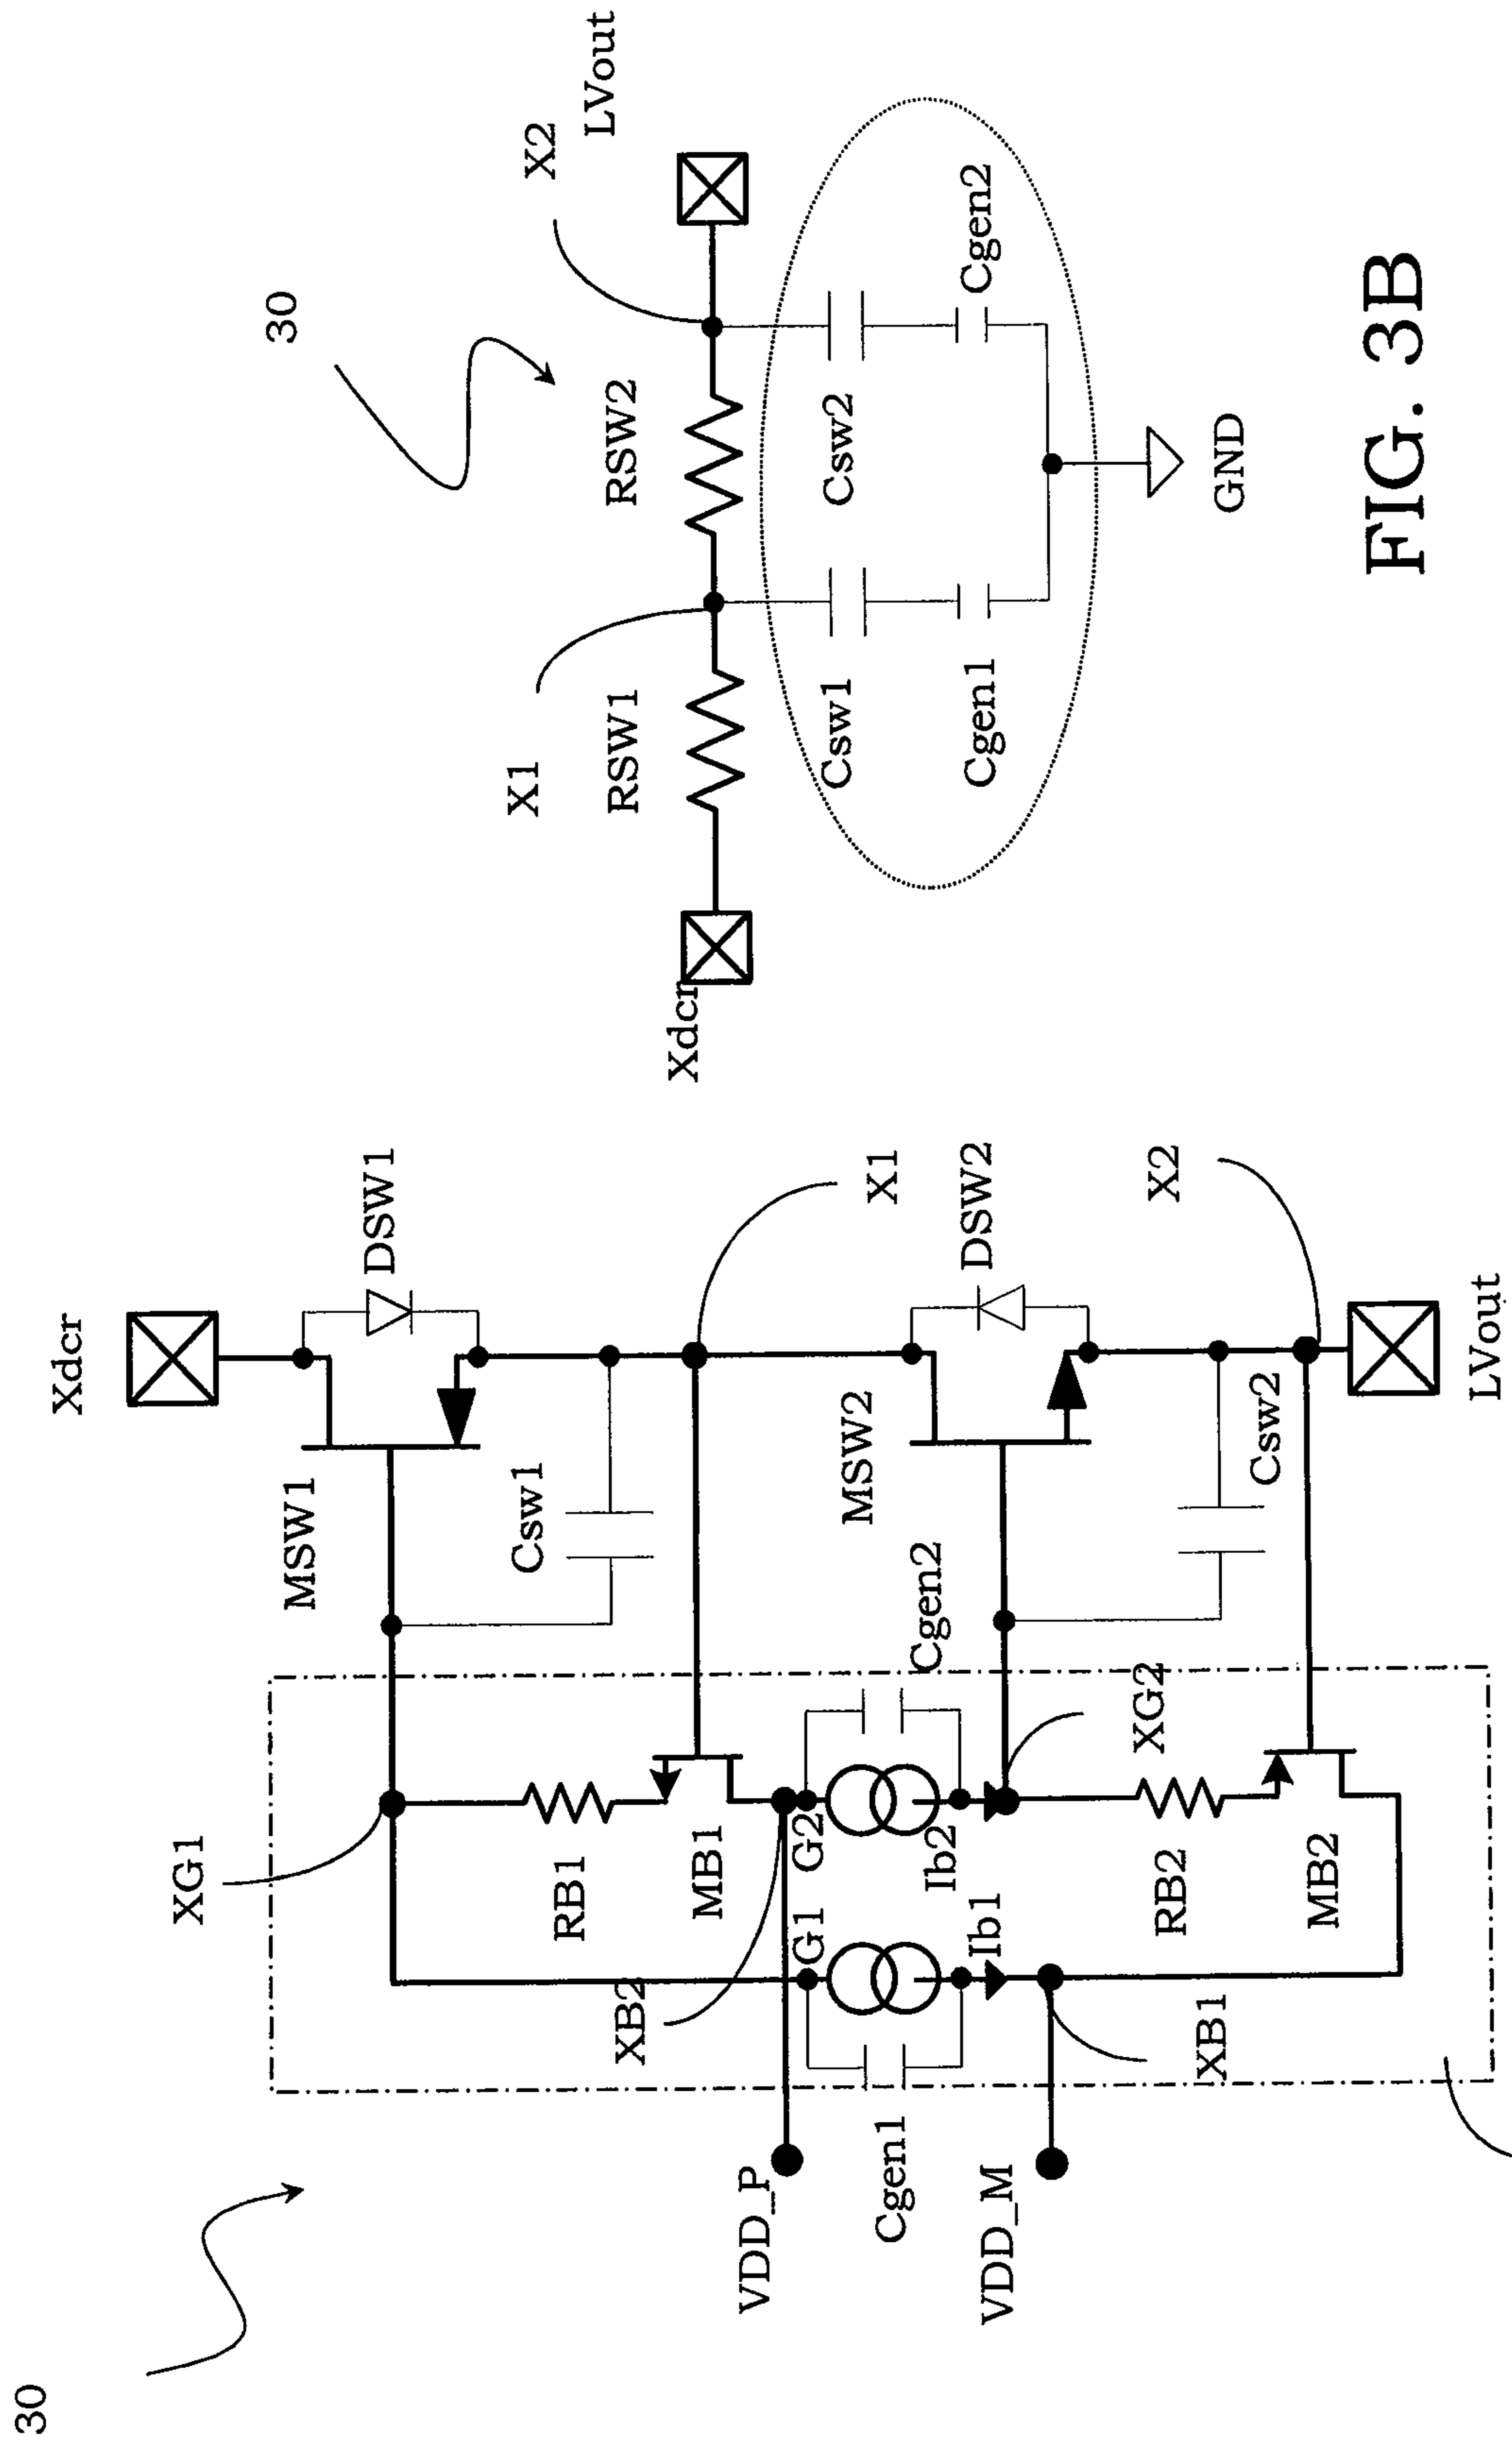 30
Xdcr
MSW1
DSW1
XG1
Csw1
RB1
X1
MB1
XB2
G1
G2
Cgen2
MSW2
DSW2
VDD_P
Cgen1
Ib1
Ib2
XG2
X2
VDD_M
XB1
RB2
MB2
Csw2
LVout
30
X1
X2
LVout
RSW1
RSW2
Xdcr
Csw1
Csw2
Cgen1
Cgen2
GND
FIG. 3B